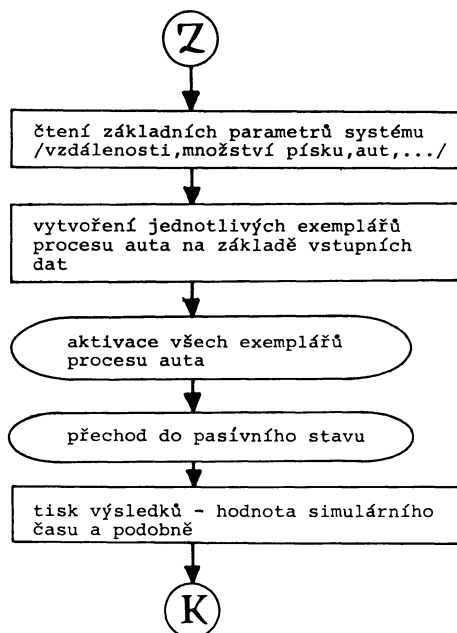 Z
čtení základních parametrů systému
/vzdálenosti,množství písku,aut,.../
vytvoření jednotlivých exemplářů
procesu auta na základě vstupních
dat
aktivace všech exemplářů
procesu auta
přechod do pasívního stavu
tisk výsledků - hodnota simulárního
času a podobně
K